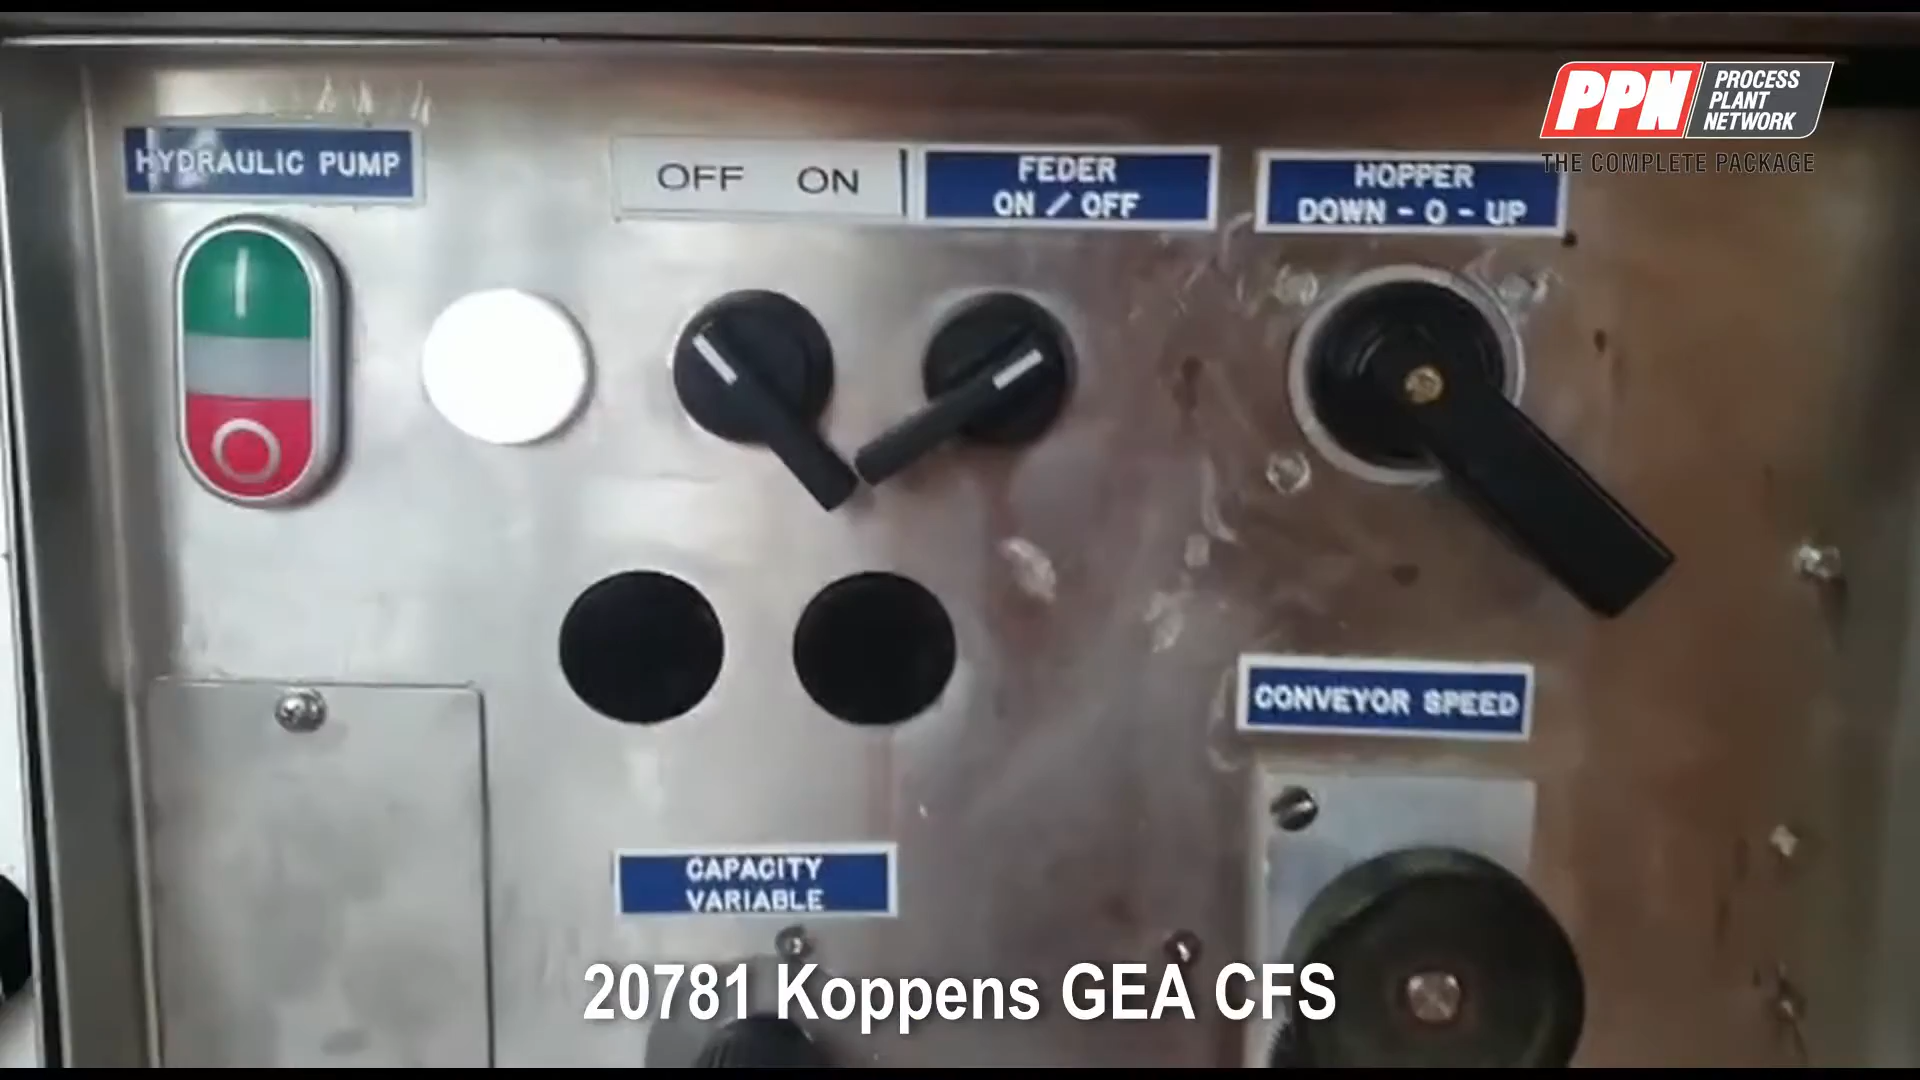 PPN PROCESS
PLANT
NETWORK
THE COMPLETE PACKAGE
HYDRAULIC PUMP
OFF ON
FEDER
ON / OFF
HOPPER
DOWN - O - UP
CONVEYOR SPEED
CAPACITY
VARIABLE
20781 Koppens GEA CFS